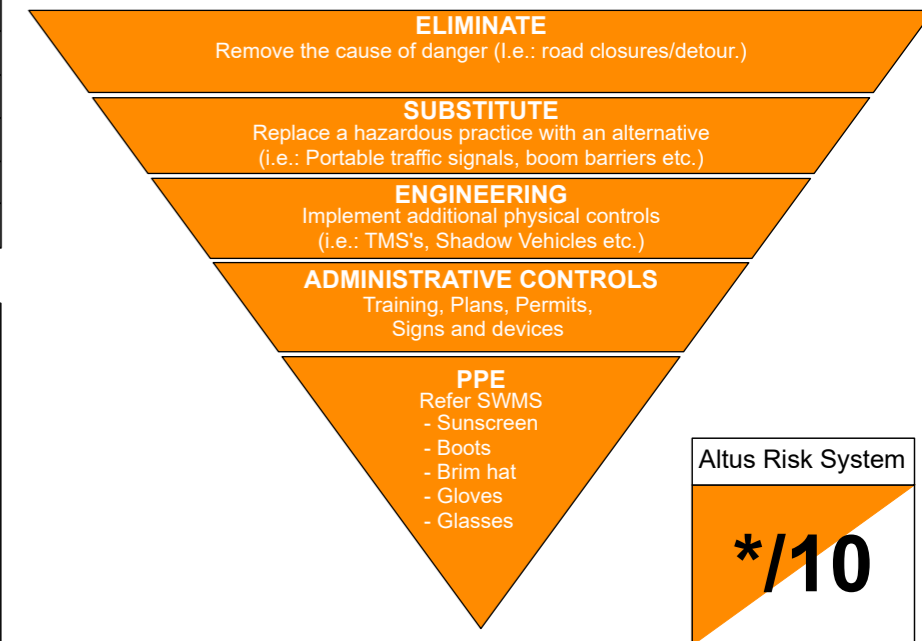 ELIMINATE
Remove the cause of danger (I.e.: road closures/detour.)
SUBSTITUTE
Replace a hazardous practice with an alternative
(i.e.: Portable traffic signals, boom barriers etc.)
ENGINEERING
Implement additional physical controls
(i.e.: TMS's, Shadow Vehicles etc.)
ADMINISTRATIVE CONTROLS
Training, Plans, Permits,
Signs and devices
PPE
Refer SWMS
- Sunscreen
- Boots
- Brim hat
- Gloves
- Glasses
Altus Risk System
*/10